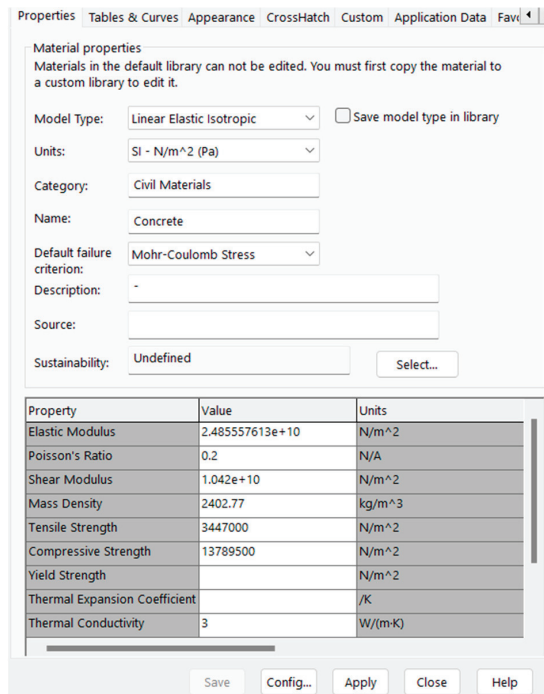 Properties Tables & Curves Appearance CrossHatch Custom Application Data Favo
Material properties
Materials in the default library can not be edited. You must first copy the material to
a custom library to edit it.
Model Type: Linear Elastic Isotropic Save model type in library
Units: SI - N/m^2 (Pa)
Category: Civil Materials
Name: Concrete
Default failure
criterion: Mohr-Coulomb Stress
Description: -
Source:
Sustainability: Undefined Select...
Property Value Units
Elastic Modulus 2.485557613e+10 N/m^2
Poisson's Ratio 0.2 N/A
Shear Modulus 1.042e+10 N/m^2
Mass Density 2402.77 kg/m^3
Tensile Strength 3447000 N/m^2
Compressive Strength 13789500 N/m^2
Yield Strength N/m^2
Thermal Expansion Coefficient /K
Thermal Conductivity 3 W/(m·K)
Save Config... Apply Close Help